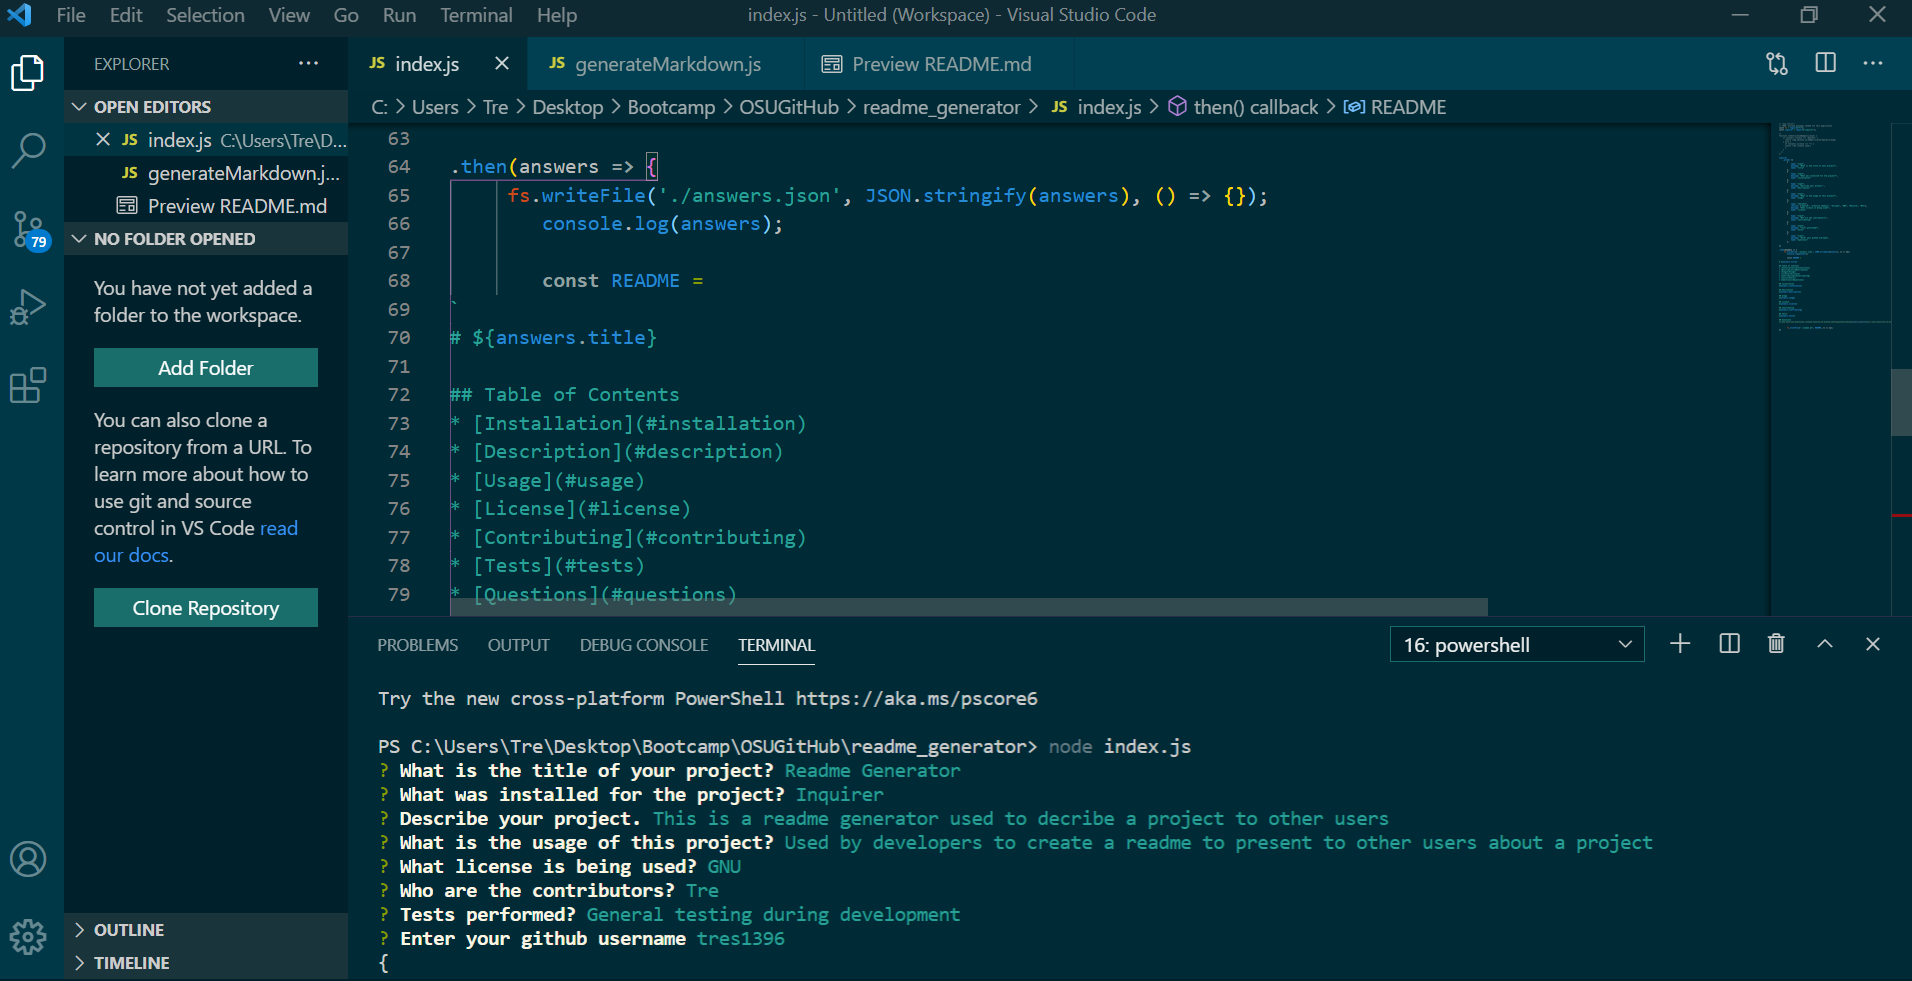 File Edit Selection View Go Run Terminal Help
index.js - Untitled (Workspace) - Visual Studio Code
EXPLORER
OPEN EDITORS
JS index.js C:\Users\Tre\D...
JS generateMarkdown.j...
Preview README.md
NO FOLDER OPENED
You have not yet added a
folder to the workspace.
Add Folder
You can also clone a
repository from a URL. To
learn more about how to
use git and source
control in VS Code read
our docs.
Clone Repository
OUTLINE
TIMELINE
79
JS index.js
JS generateMarkdown.js
Preview README.md
C: > Users > Tre > Desktop > Bootcamp > OSUGitHub > readme_generator > JS index.js > then() callback > README
63
64 .then(answers => {
65 fs.writeFile('./answers.json', JSON.stringify(answers), () => {});
66 console.log(answers);
67
68 const README =
69 `
70 # ${answers.title}
71
72 ## Table of Contents
73 * [Installation](#installation)
74 * [Description](#description)
75 * [Usage](#usage)
76 * [License](#license)
77 * [Contributing](#contributing)
78 * [Tests](#tests)
79 * [Questions](#questions)
PROBLEMS OUTPUT DEBUG CONSOLE TERMINAL
16: powershell
Try the new cross-platform PowerShell https://aka.ms/pscore6
PS C:\Users\Tre\Desktop\Bootcamp\OSUGitHub\readme_generator> node index.js
? What is the title of your project? Readme Generator
? What was installed for the project? Inquirer
? Describe your project. This is a readme generator used to decribe a project to other users
? What is the usage of this project? Used by developers to create a readme to present to other users about a project
? What license is being used? GNU
? Who are the contributors? Tre
? Tests performed? General testing during development
? Enter your github username tres1396
{